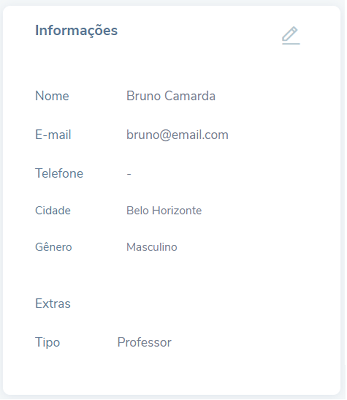 Informações
Nome Bruno Camarda
E-mail bruno@email.com
Telefone -
Cidade Belo Horizonte
Gênero Masculino
Extras
Tipo Professor